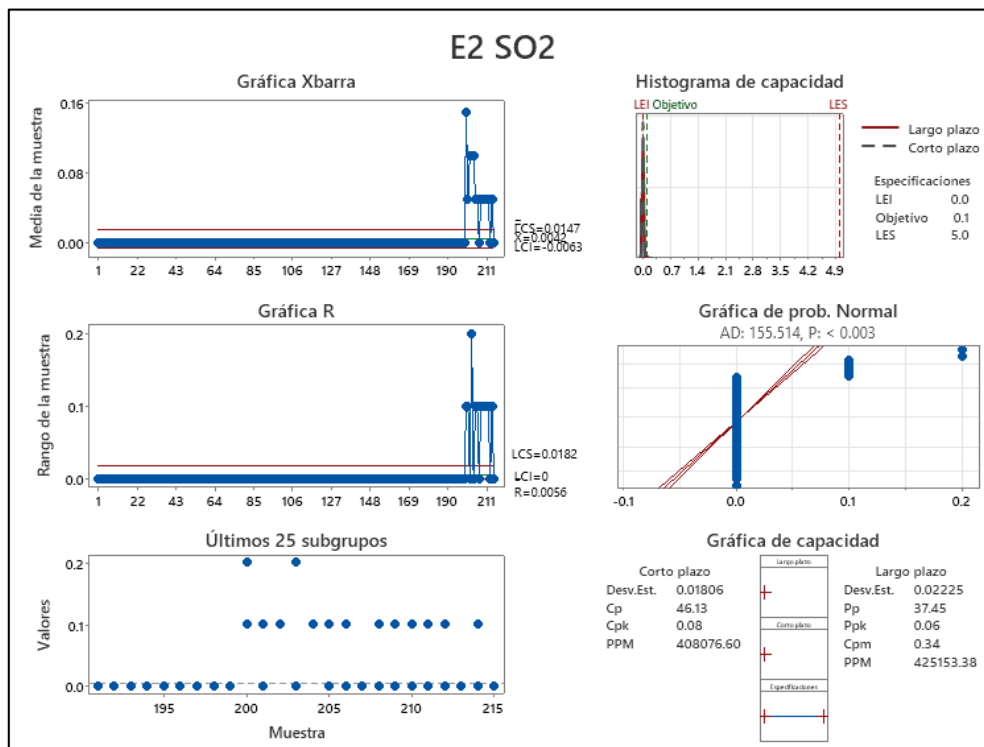 E2 SO2
Gráfica Xbarra
Media de la muestra
0.16
0.08
0.00
1 22 43 64 85 106 127 148 169 190 211
LCS=0.0147
X=0.0042
LCI=-0.0063
Histograma de capacidad
LEI Objetivo LES
0.0 0.7 1.4 2.1 2.8 3.5 4.2 4.9
Largo plazo
Corto plazo
Especificaciones
LEI 0.0
Objetivo 0.1
LES 5.0
Gráfica R
Rango de la muestra
0.2
0.1
0.0
1 22 43 64 85 106 127 148 169 190 211
LCS=0.0182
LCI=0
R=0.0056
Gráfica de prob. Normal
AD: 155.514, P: < 0.003
-0.1 0.0 0.1 0.2
Últimos 25 subgrupos
Valores
0.2
0.1
0.0
195 200 205 210 215
Muestra
Gráfica de capacidad
Corto plazo
Desv.Est. 0.01806
Cp 46.13
Cpk 0.08
PPM 408076.60
Largo plazo
Corto plazo
Especificaciones
Largo plazo
Desv.Est. 0.02225
Pp 37.45
Ppk 0.06
Cpm 0.34
PPM 425153.38